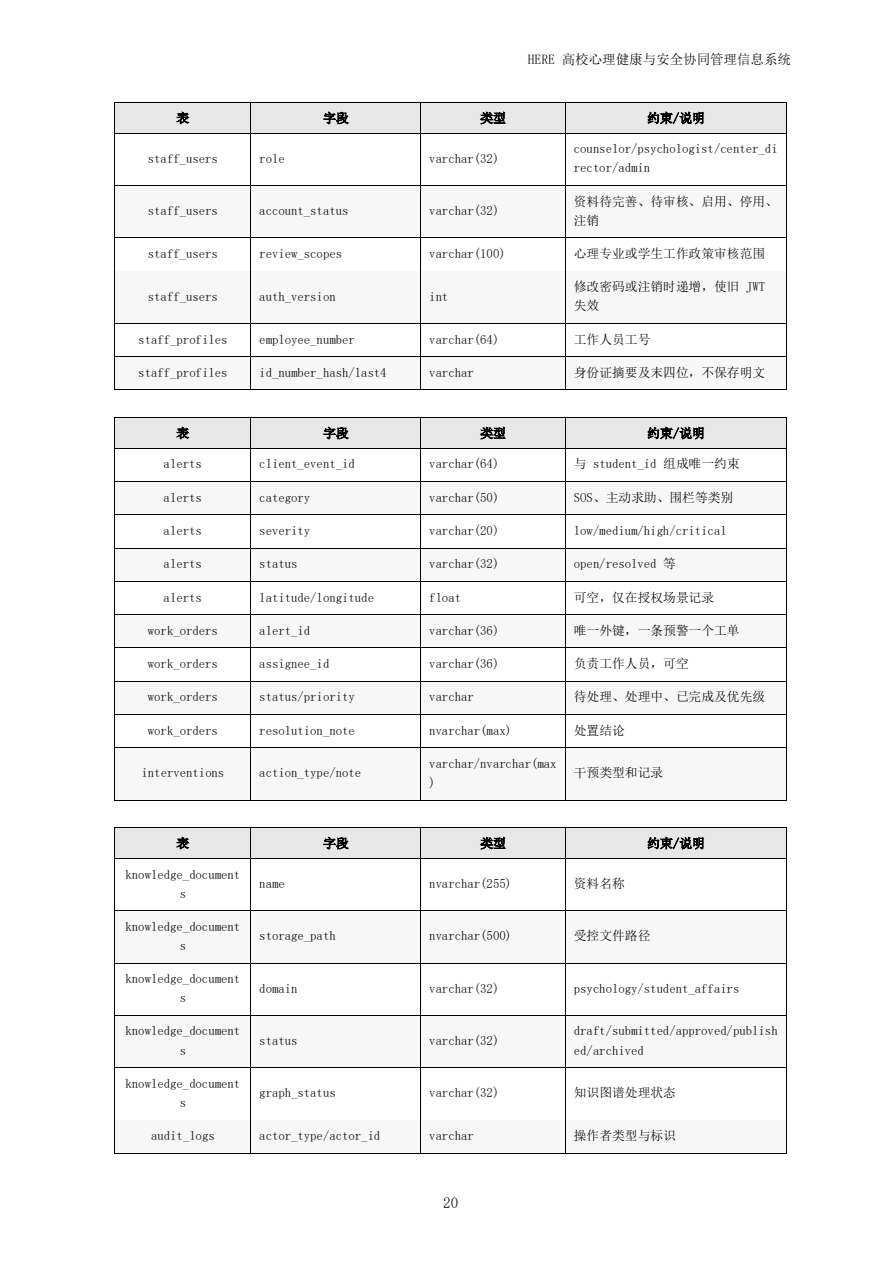 HERE 高校心理健康与安全协同管理信息系统
表 字段 类型 约束/说明
staff_users role varchar(32) counselor/psychologist/center_di
rector/admin
staff_users account_status varchar(32) 资料待完善、待审核、启用、停用、
注销
staff_users review_scopes varchar(100) 心理专业或学生工作政策审核范围
staff_users auth_version int 修改密码或注销时递增，使旧 JWT
失效
staff_profiles employee_number varchar(64) 工作人员工号
staff_profiles id_number_hash/last4 varchar 身份证摘要及末四位，不保存明文
表 字段 类型 约束/说明
alerts client_event_id varchar(64) 与 student_id 组成唯一约束
alerts category varchar(50) SOS、主动求助、围栏等类别
alerts severity varchar(20) low/medium/high/critical
alerts status varchar(32) open/resolved 等
alerts latitude/longitude float 可空，仅在授权场景记录
work_orders alert_id varchar(36) 唯一外键，一条预警一个工单
work_orders assignee_id varchar(36) 负责工作人员，可空
work_orders status/priority varchar 待处理、处理中、已完成及优先级
work_orders resolution_note nvarchar(max) 处置结论
interventions action_type/note varchar/nvarchar(max
) 干预类型和记录
表 字段 类型 约束/说明
knowledge_document
s name nvarchar(255) 资料名称
knowledge_document
s storage_path nvarchar(500) 受控文件路径
knowledge_document
s domain varchar(32) psychology/student_affairs
knowledge_document
s status varchar(32) draft/submitted/approved/publish
ed/archived
knowledge_document
s graph_status varchar(32) 知识图谱处理状态
audit_logs actor_type/actor_id varchar 操作者类型与标识
20